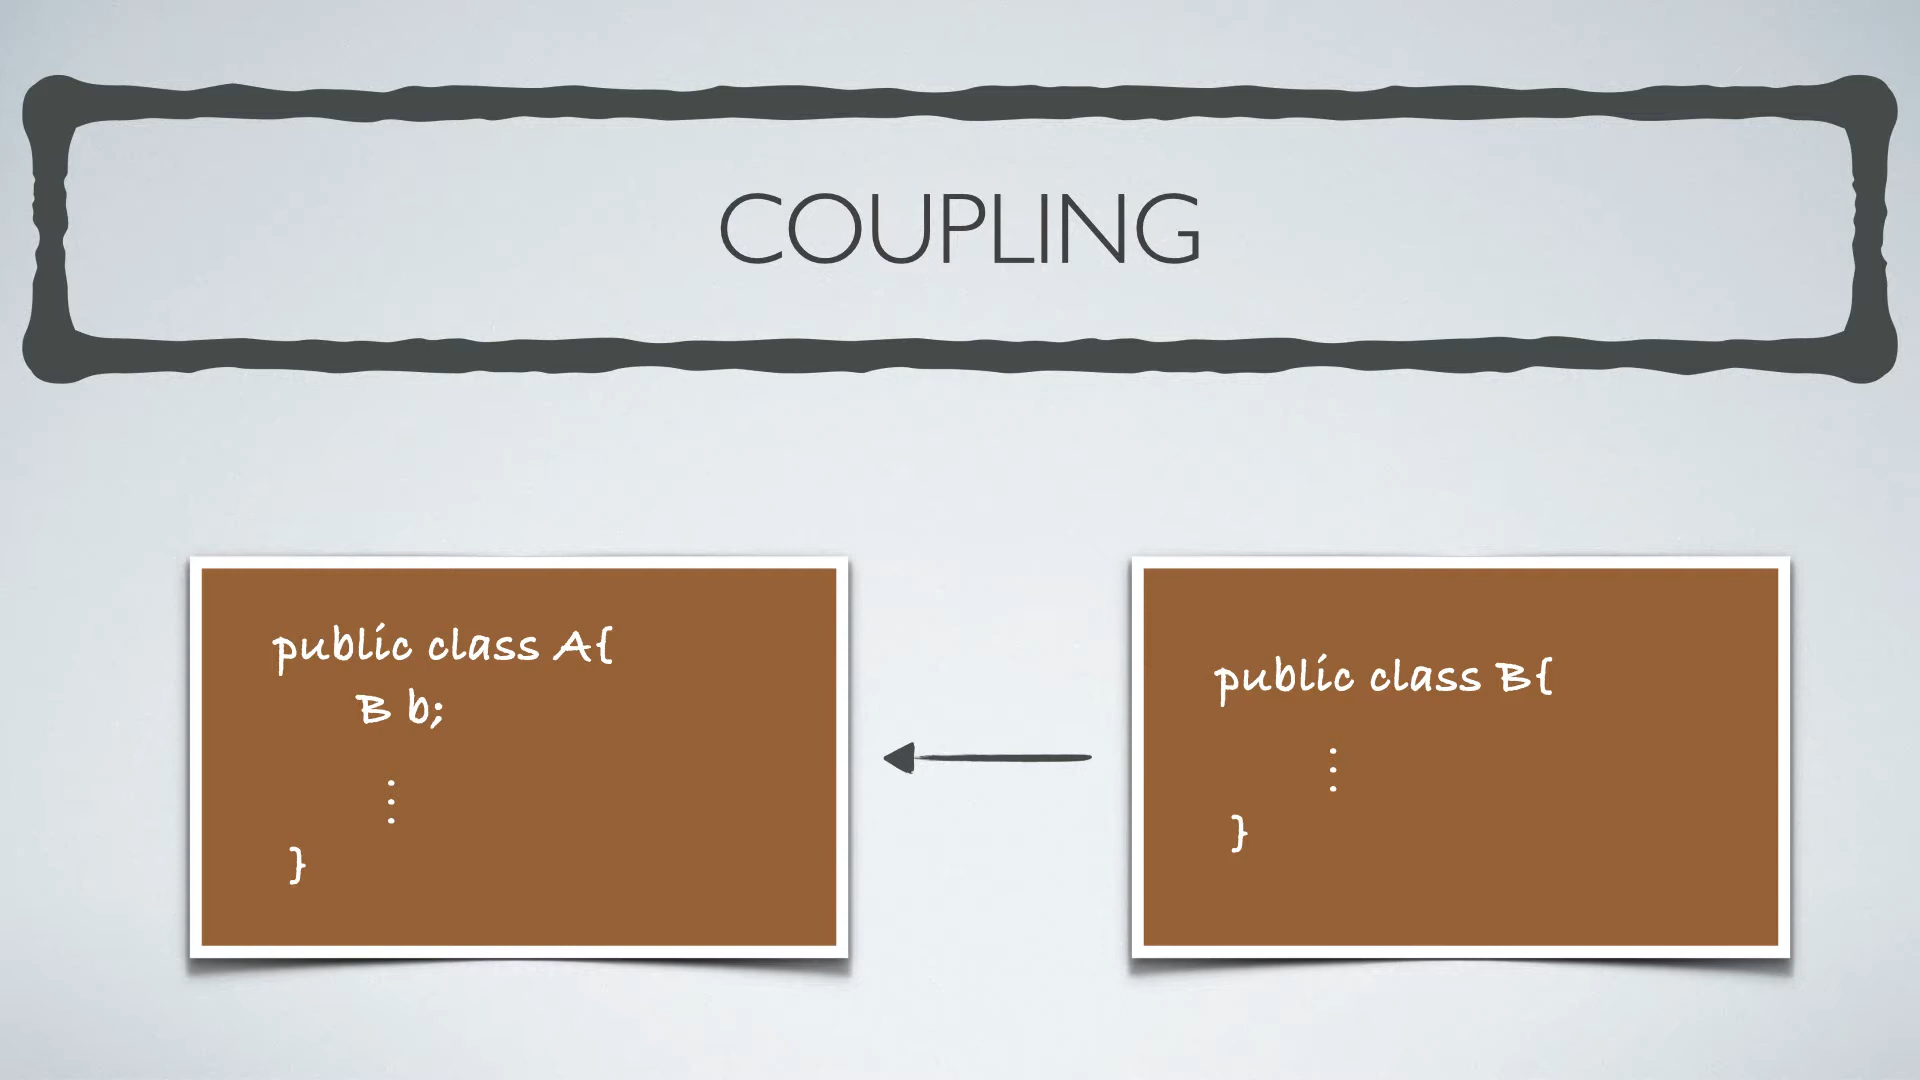 COUPLING
public class A{
B b;
⋮
}
public class B{
⋮
}